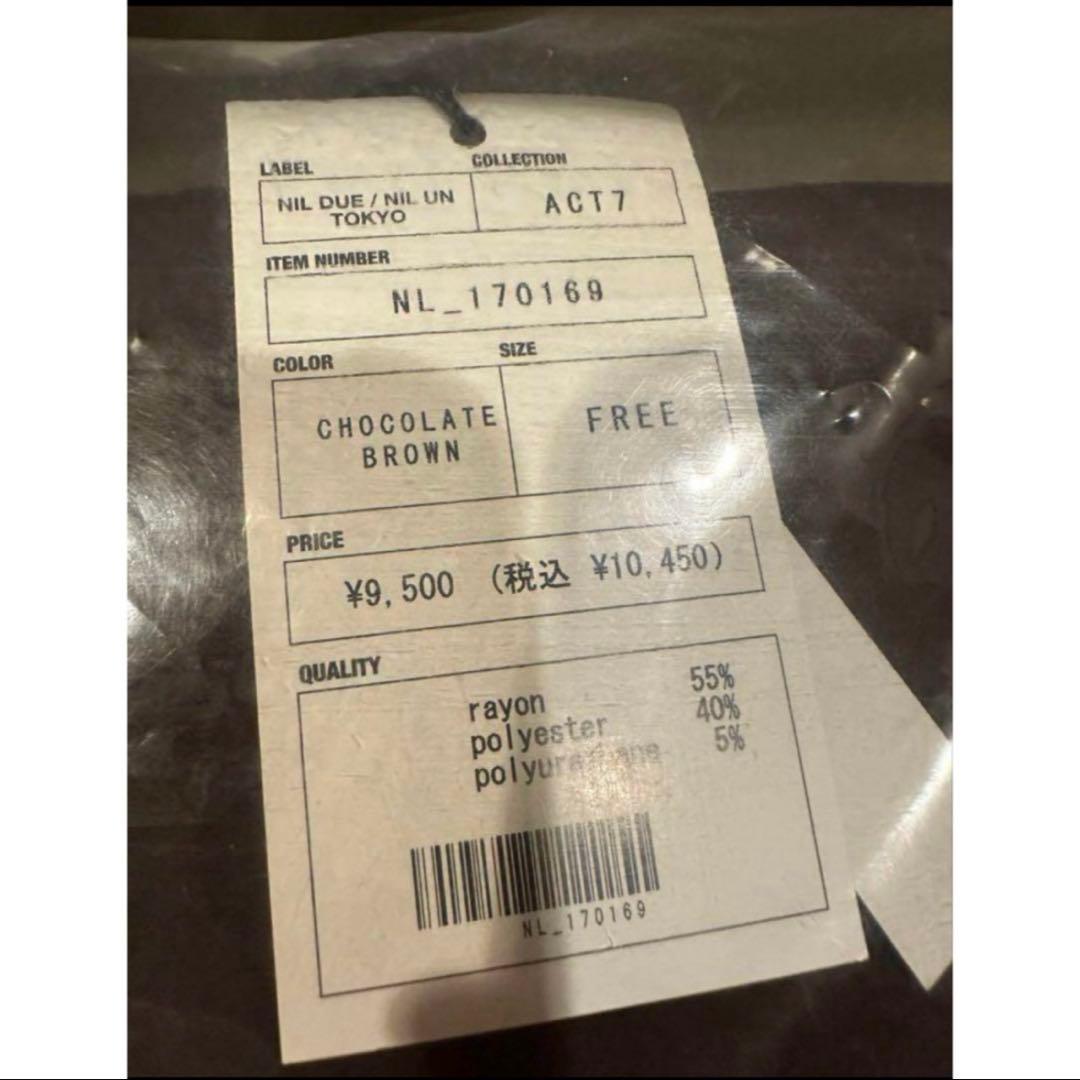 LABEL
COLLECTION
NIL DUE / NIL UN
TOKYO
ACT7
ITEM NUMBER
NL_170169
COLOR
SIZE
CHOCOLATE
BROWN
FREE
PRICE
¥9,500 (税込 ¥10,450)
QUALITY
rayon 55%
polyester 40%
polyurethane 5%
NL_170169